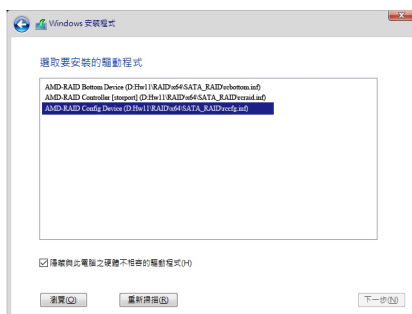 Windows 安裝程式
選取要安裝的驅動程式
AMD-RAID Bottom Device (D:\Hw11\RAID\x64\SATA_RAID\rcbottom.inf)
AMD-RAID Controller [storport] (D:\Hw11\RAID\x64\SATA_RAID\rcraid.inf)
AMD-RAID Config Device (D:\Hw11\RAID\x64\SATA_RAID\rccfg.inf)
隱藏與此電腦之硬體不相容的驅動程式(H)
瀏覽(O) 重新掃描(R) 下一步(N)